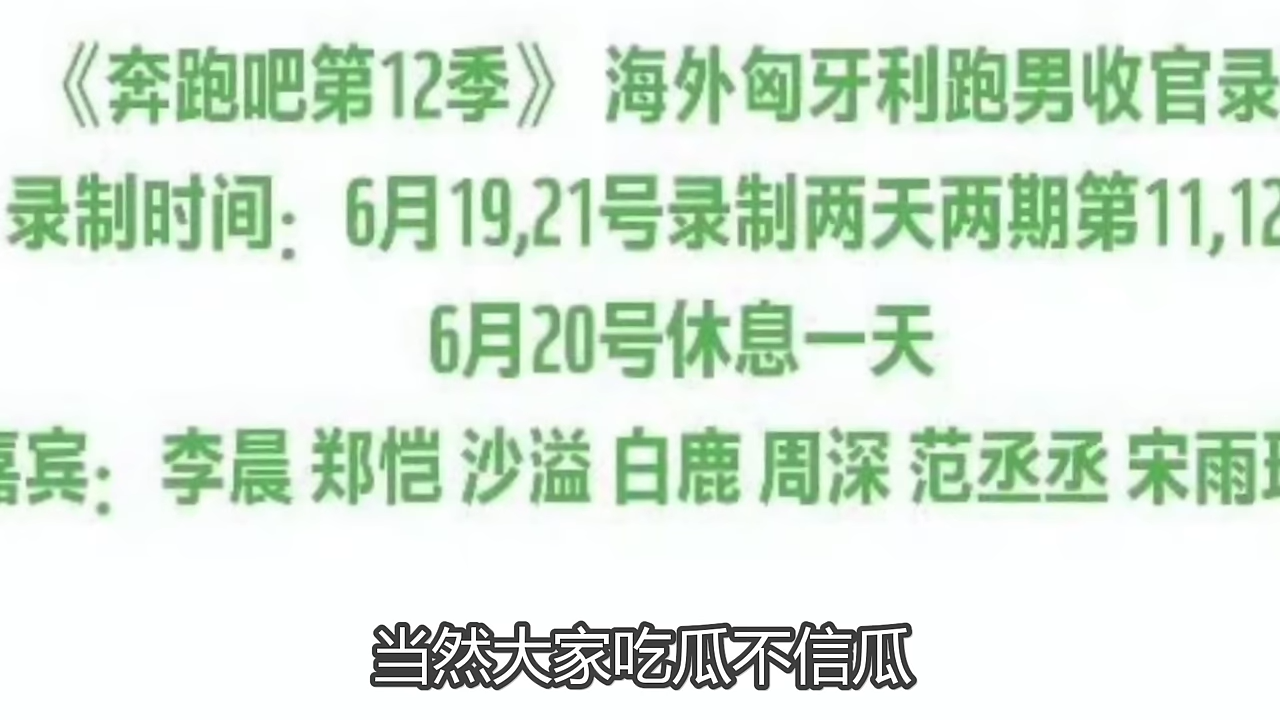 《奔跑吧第12季》 海外匈牙利跑男收官录
录制时间：6月19,21号录制两天两期第11,12
6月20号休息一天
嘉宾：李晨 郑恺 沙溢 白鹿 周深 范丞丞 宋雨琦
当然大家吃瓜不信瓜